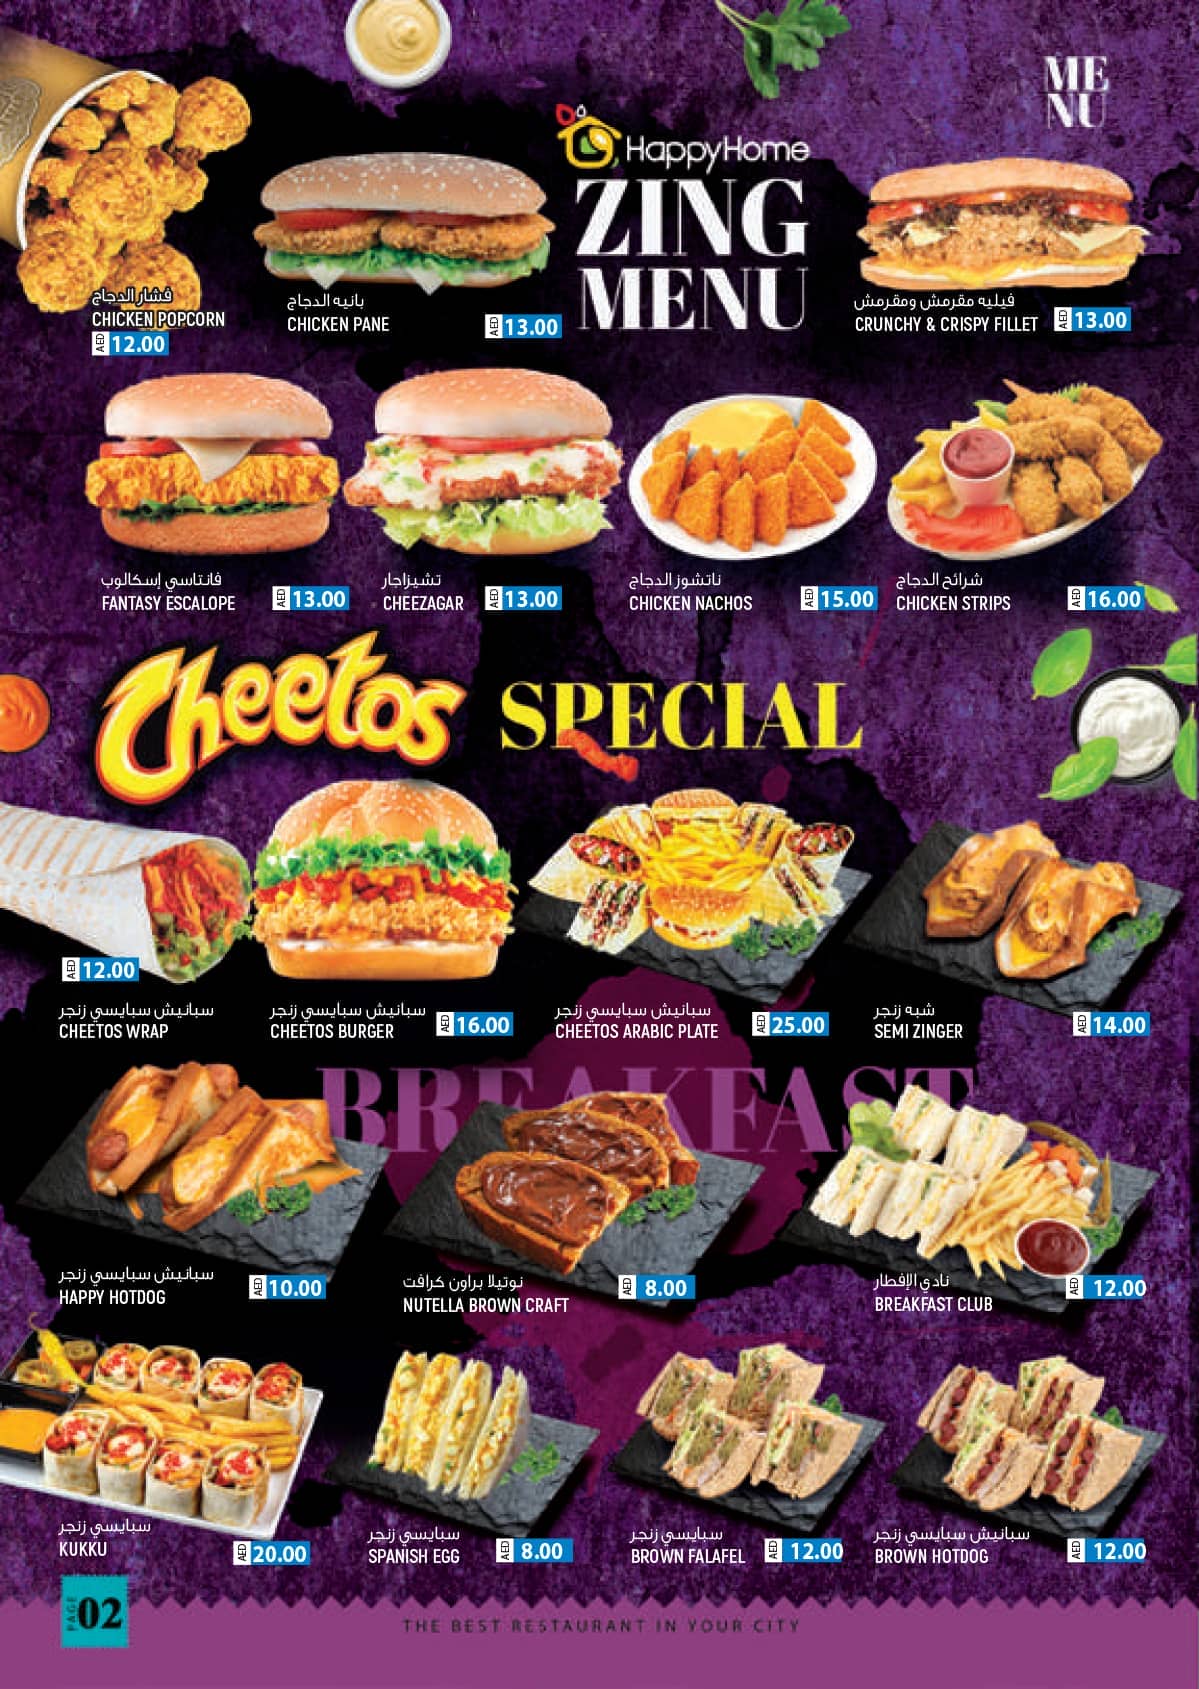 ME
NU
HappyHome
ZING
MENU
فشار الدجاج
CHICKEN POPCORN
AED 12.00
بانيه الدجاج
CHICKEN PANE
AED 13.00
فيليه مقرمش ومقرمش
CRUNCHY & CRISPY FILLET
AED 13.00
فانتاسي إسكالوب
FANTASY ESCALOPE
AED 13.00
تشيزاجار
CHEEZAGAR
AED 13.00
ناتشوز الدجاج
CHICKEN NACHOS
AED 15.00
شرائح الدجاج
CHICKEN STRIPS
AED 16.00
Cheetos SPECIAL
AED 12.00
سبانيش سبايسي زنجر
CHEETOS WRAP
سبانيش سبايسي زنجر
CHEETOS BURGER
AED 16.00
سبانيش سبايسي زنجر
CHEETOS ARABIC PLATE
AED 25.00
شبه زنجر
SEMI ZINGER
AED 14.00
BREAKFAST
سبانيش سبايسي زنجر
HAPPY HOTDOG
AED 10.00
نوتيلا براون كرافت
NUTELLA BROWN CRAFT
AED 8.00
نادي الإفطار
BREAKFAST CLUB
AED 12.00
سبايسي زنجر
KUKKU
AED 20.00
سبايسي زنجر
SPANISH EGG
AED 8.00
سبايسي زنجر
BROWN FALAFEL
AED 12.00
سبانيش سبايسي زنجر
BROWN HOTDOG
AED 12.00
PAGE 02
THE BEST RESTAURANT IN YOUR CITY